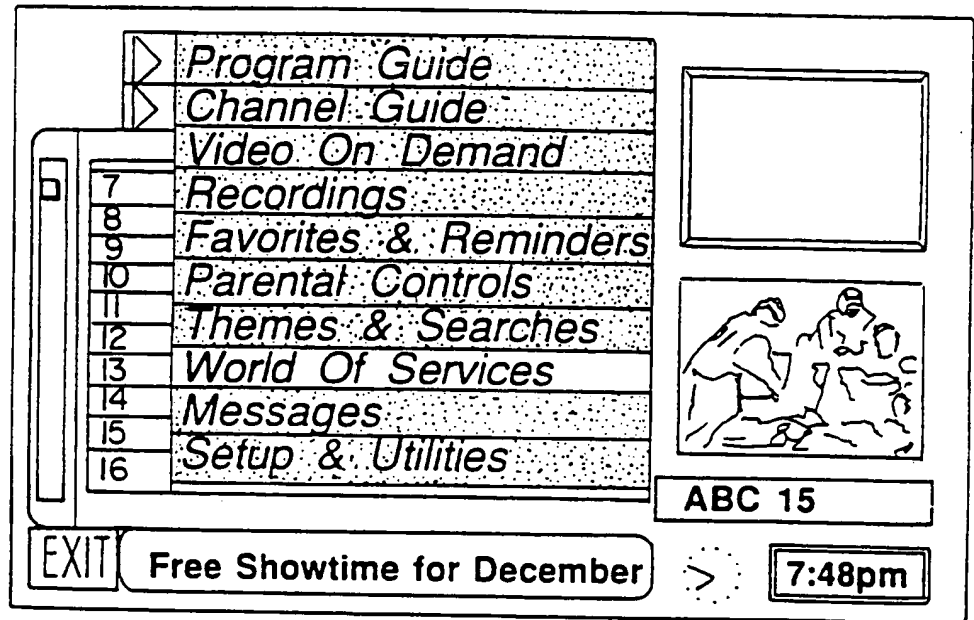 Program Guide
Channel Guide
Video On Demand
7 Recordings
8
9 Favorites & Reminders
10 Parental Controls
11
12 Themes & Searches
13 World Of Services
14 Messages
15
16 Setup & Utilities
ABC 15
EXIT Free Showtime for December 7:48pm